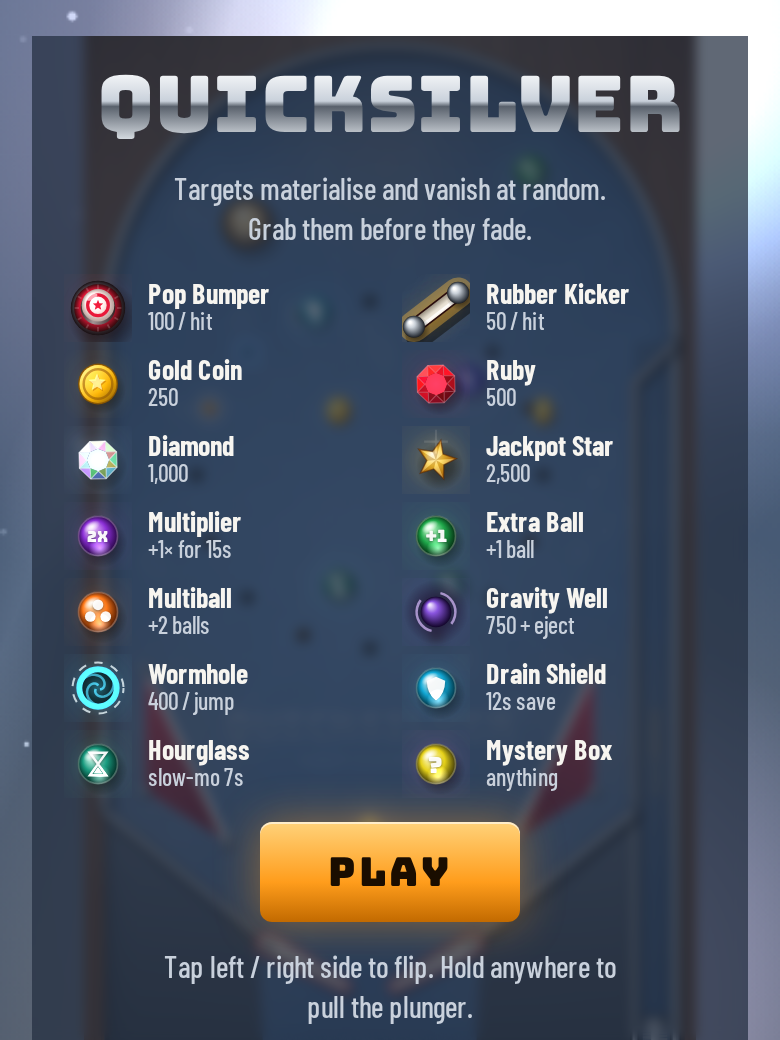 QUICKSILVER
Targets materialise and vanish at random.
Grab them before they fade.
Pop Bumper
100 / hit
Rubber Kicker
50 / hit
Gold Coin
250
Ruby
500
Diamond
1,000
Jackpot Star
2,500
2X
Multiplier
+1× for 15s
+1
Extra Ball
+1 ball
Multiball
+2 balls
Gravity Well
750 + eject
Wormhole
400 / jump
Drain Shield
12s save
Hourglass
slow-mo 7s
?
Mystery Box
anything
PLAY
Tap left / right side to flip. Hold anywhere to
pull the plunger.